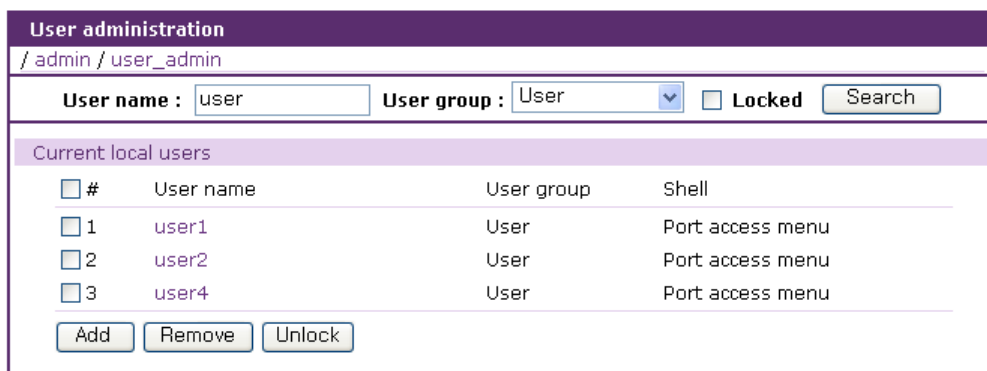 User administration
/ admin / user_admin
User name : user User group : User Locked Search
Current local users
# User name User group Shell
1 user1 User Port access menu
2 user2 User Port access menu
3 user4 User Port access menu
Add Remove Unlock